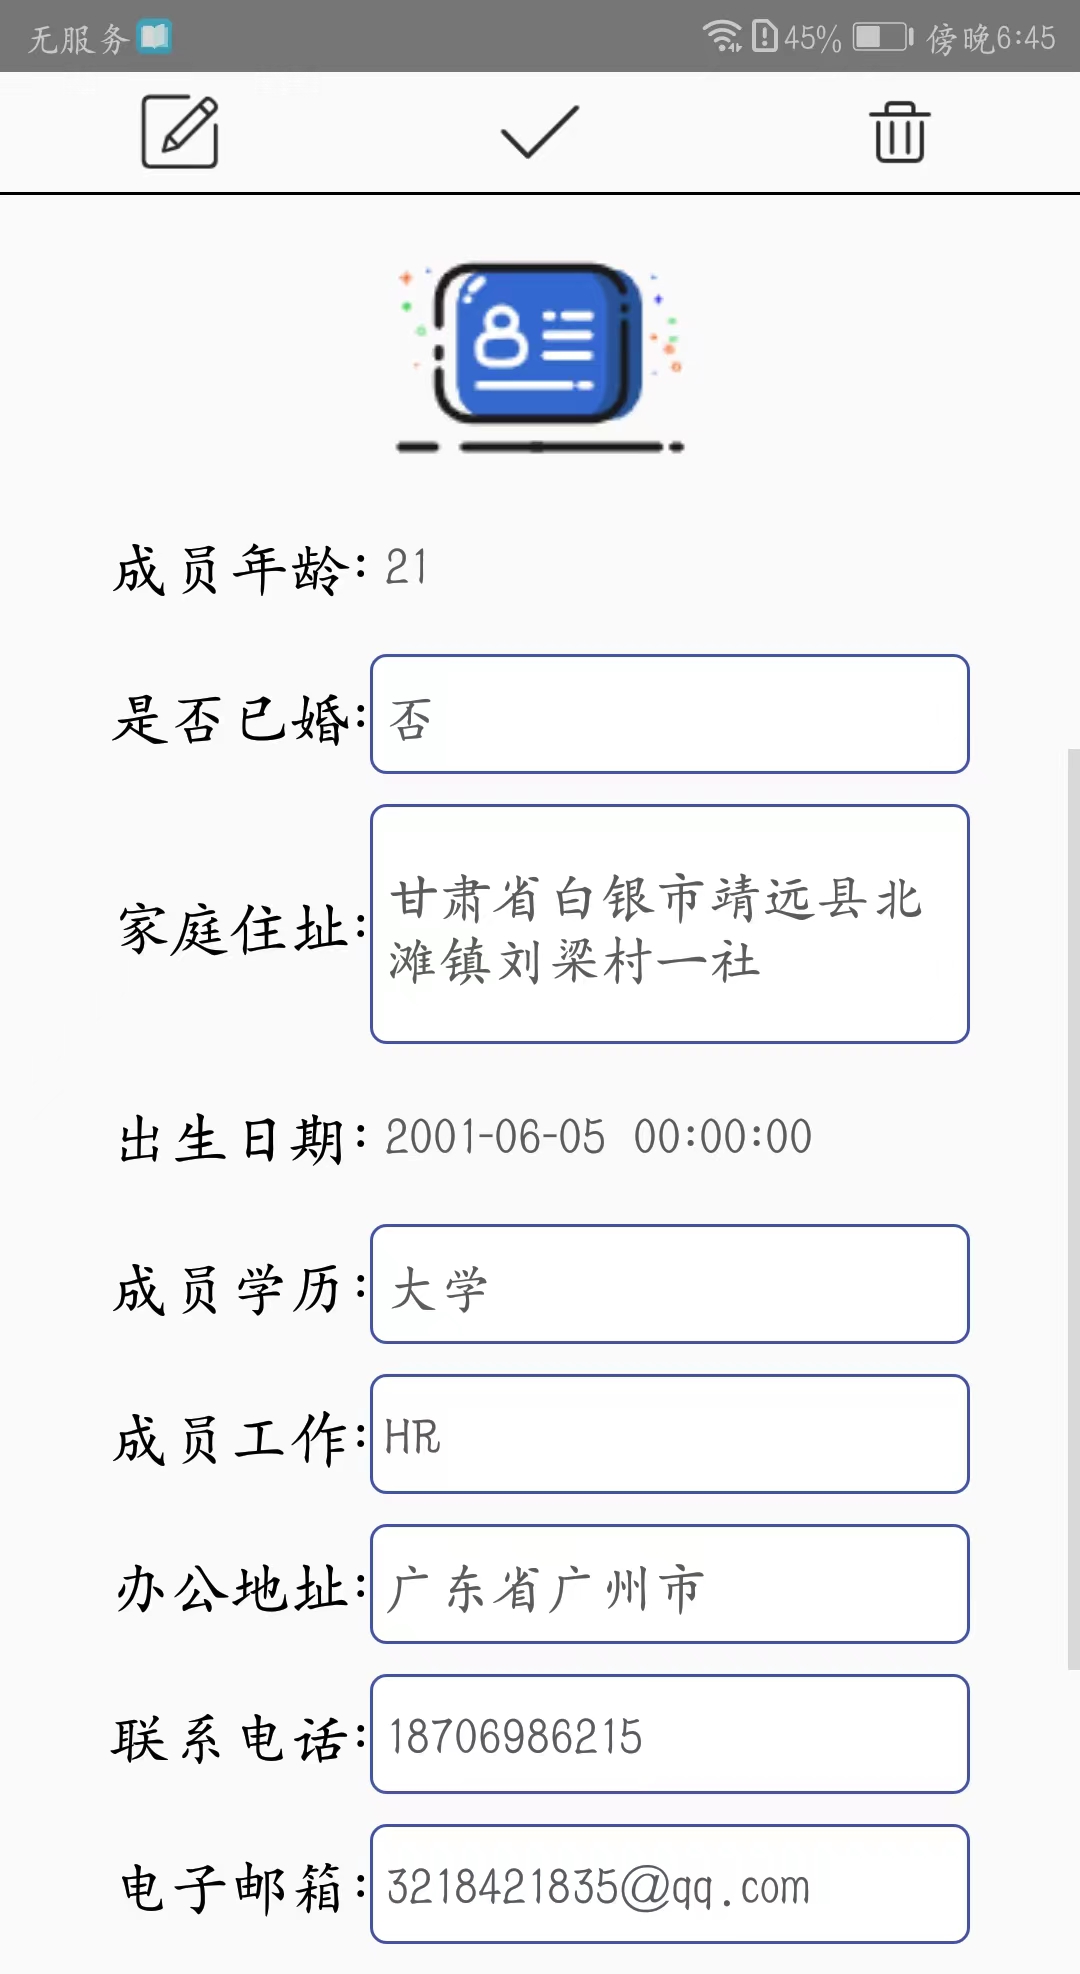 无服务 45% 傍晚6:45
成员年龄: 21
是否已婚: 否
家庭住址: 甘肃省白银市靖远县北
滩镇刘梁村一社
出生日期: 2001-06-05 00:00:00
成员学历: 大学
成员工作: HR
办公地址: 广东省广州市
联系电话: 18706986215
电子邮箱: 3218421835@qq.com